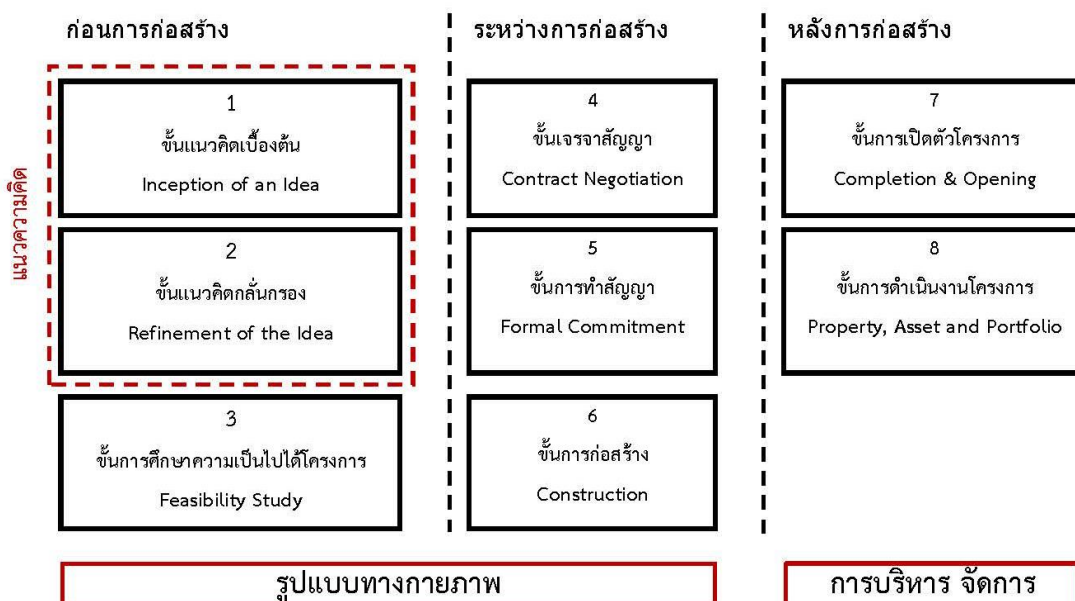 ก่อนการก่อสร้าง
ระหว่างการก่อสร้าง
หลังการก่อสร้าง
แนวความคิด
1
ขั้นแนวคิดเบื้องต้น
Inception of an Idea
2
ขั้นแนวคิดกลั่นกรอง
Refinement of the Idea
3
ขั้นการศึกษาความเป็นไปได้โครงการ
Feasibility Study
4
ขั้นเจรจาสัญญา
Contract Negotiation
5
ขั้นการทำสัญญา
Formal Commitment
6
ขั้นการก่อสร้าง
Construction
7
ขั้นการเปิดตัวโครงการ
Completion & Opening
8
ขั้นการดำเนินงานโครงการ
Property, Asset and Portfolio
รูปแบบทางกายภาพ
การบริหาร จัดการ